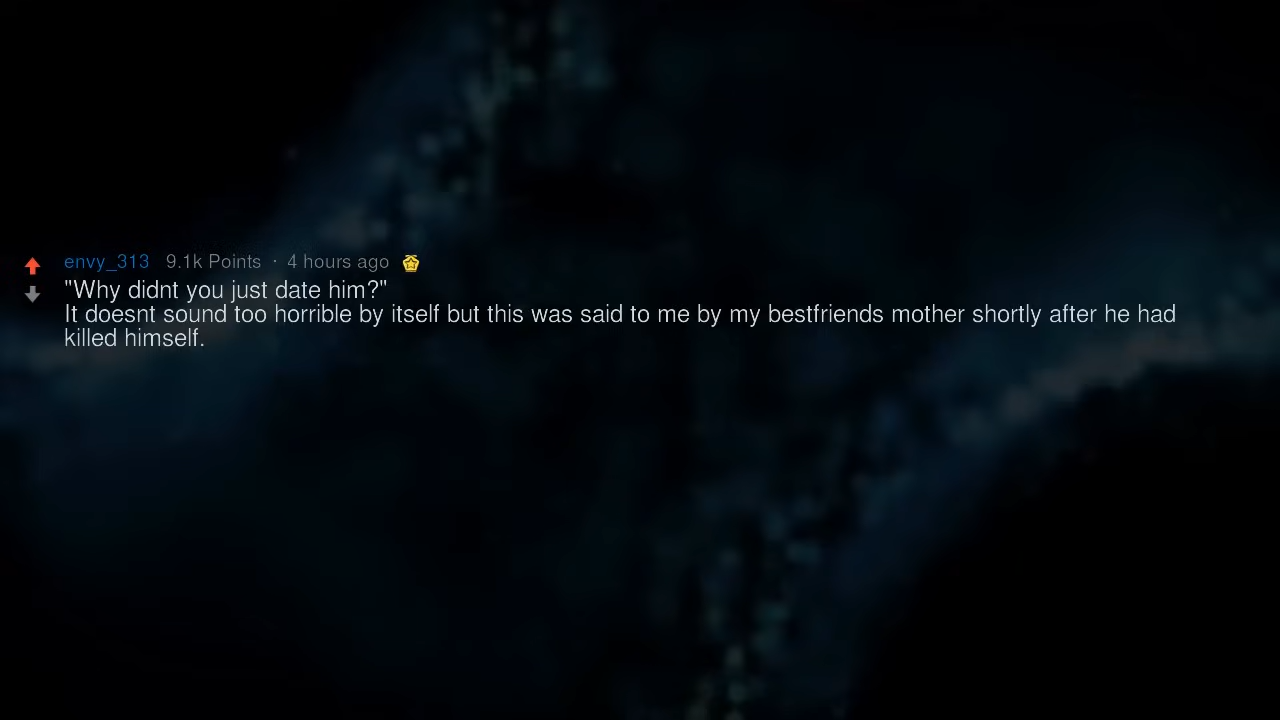 envy_313 9.1k Points · 4 hours ago
"Why didnt you just date him?"
It doesnt sound too horrible by itself but this was said to me by my bestfriends mother shortly after he had
killed himself.